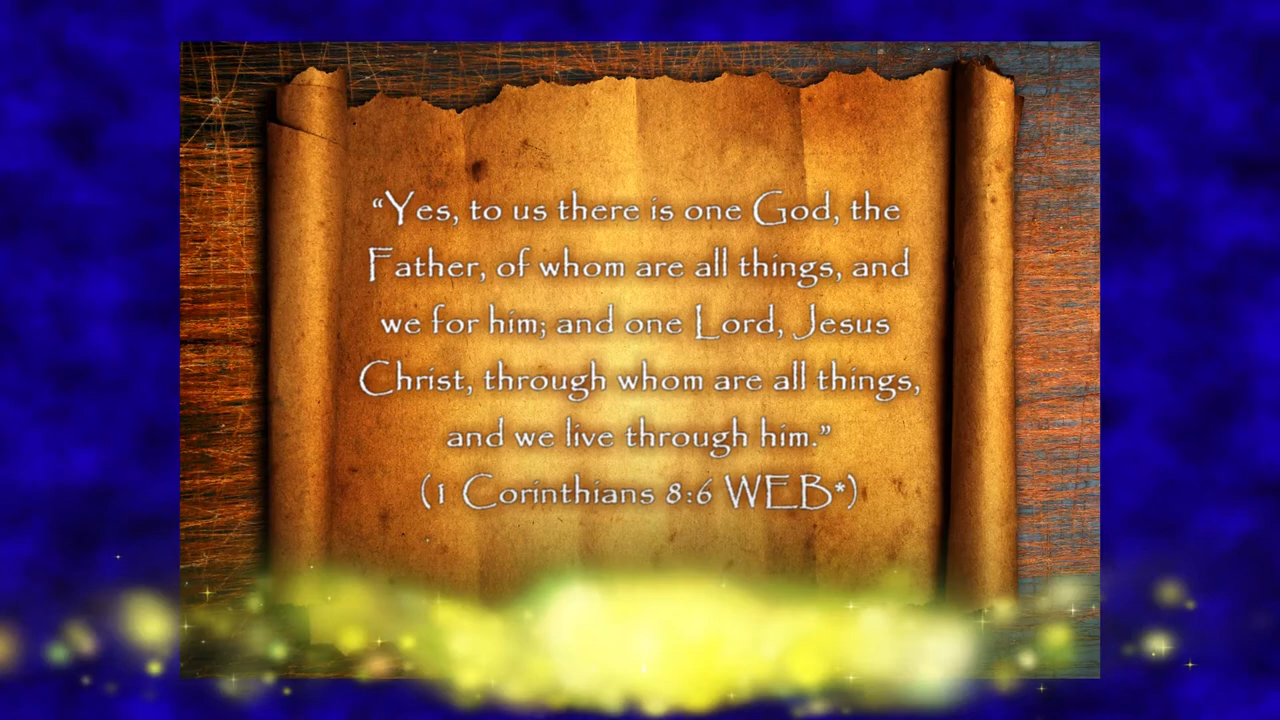 “Yes, to us there is one God, the
Father, of whom are all things, and
we for him; and one Lord, Jesus
Christ, through whom are all things,
and we live through him.”
(1 Corinthians 8:6 WEB*)